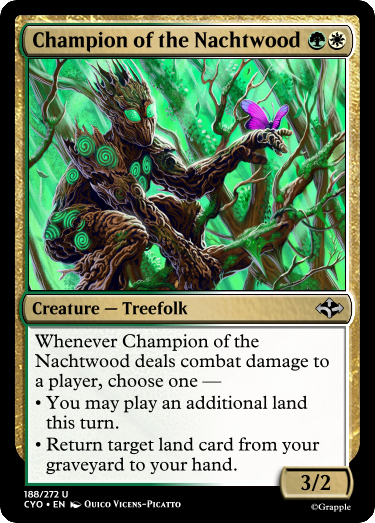 Champion of the Nachtwood
Creature — Treefolk
Whenever Champion of the
Nachtwood deals combat damage to
a player, choose one —
• You may play an additional land
this turn.
• Return target land card from your
graveyard to your hand.
3/2
188/272 U
CYO • EN Quico Vicens-Picatto
©Grapple